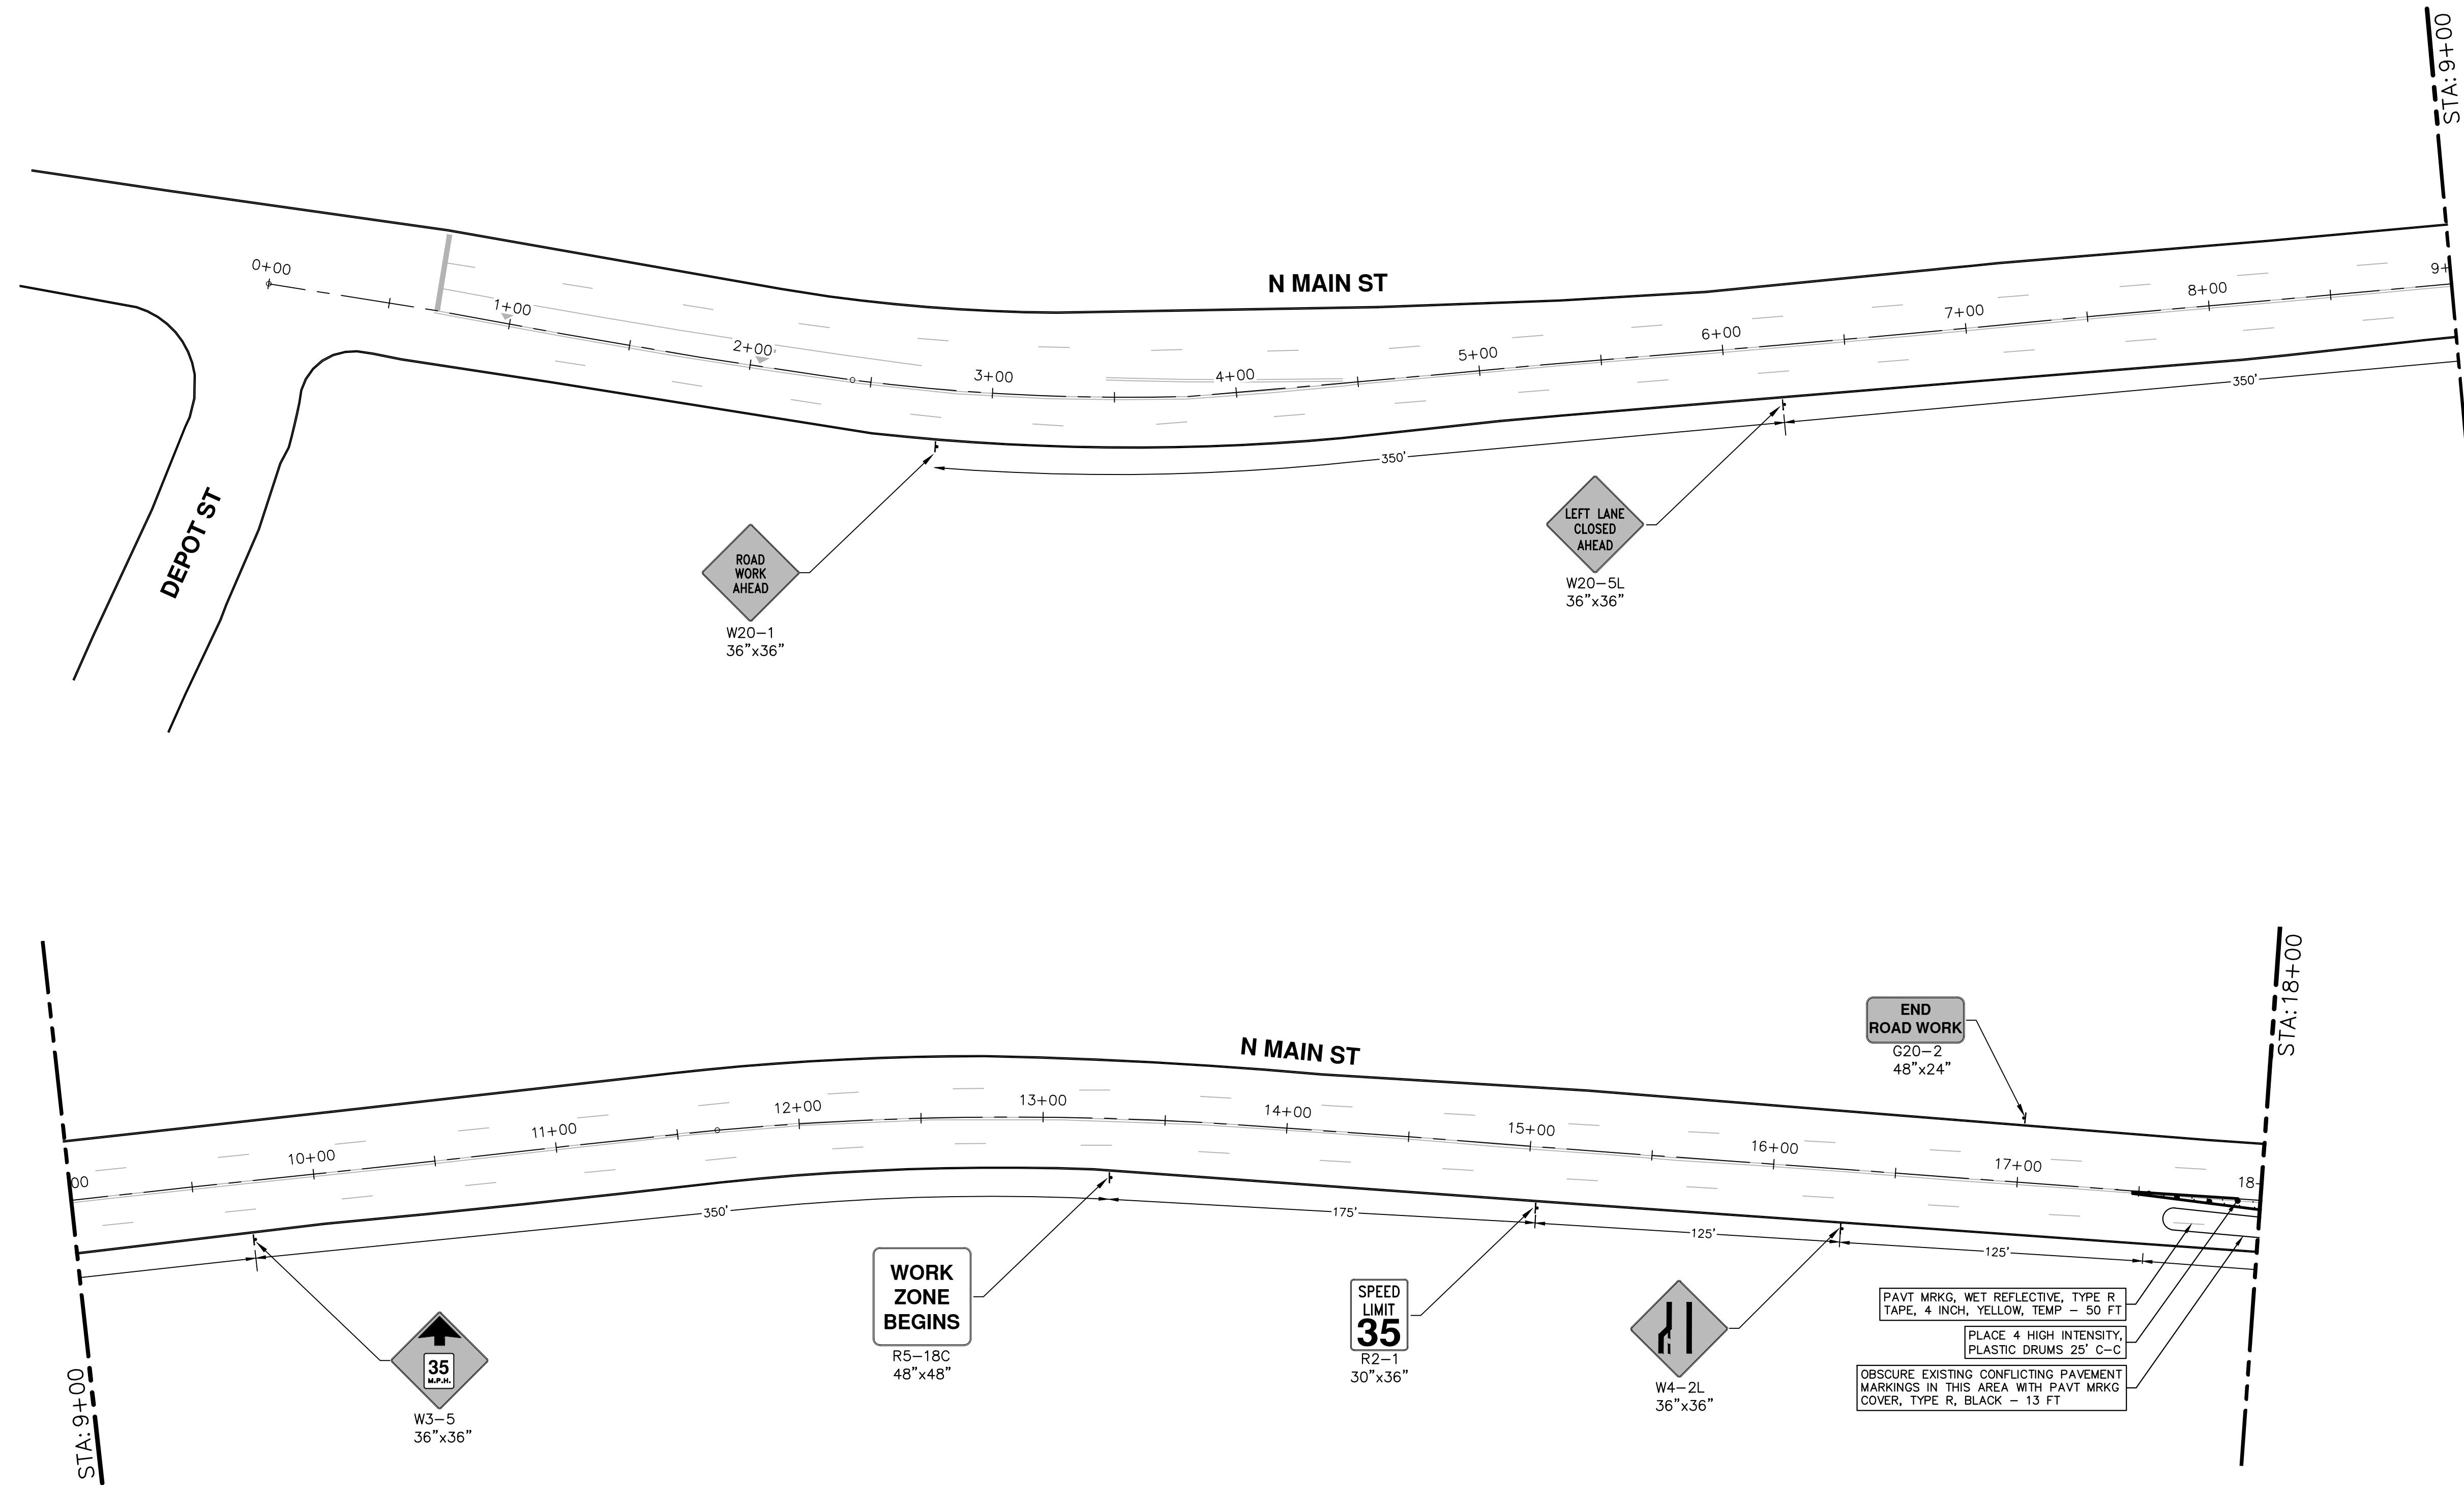 STA: 9+00
0+00
1+00
2+00
3+00
4+00
5+00
6+00
7+00
8+00
9+
N MAIN ST
350'
350'
DEPOT ST
ROAD
WORK
AHEAD
W20-1
36"x36"
LEFT LANE
CLOSED
AHEAD
W20-5L
36"x36"
STA: 9+00
00
10+00
11+00
12+00
13+00
14+00
15+00
16+00
17+00
18
N MAIN ST
END
ROAD WORK
G20-2
48"x24"
STA: 18+00
350'
175'
125'
125'
35
M.P.H.
W3-5
36"x36"
WORK
ZONE
BEGINS
R5-18C
48"x48"
SPEED
LIMIT
35
R2-1
30"x36"
W4-2L
36"x36"
PAVT MRKG, WET REFLECTIVE, TYPE R
TAPE, 4 INCH, YELLOW, TEMP - 50 FT
PLACE 4 HIGH INTENSITY,
PLASTIC DRUMS 25' C-C
OBSCURE EXISTING CONFLICTING PAVEMENT
MARKINGS IN THIS AREA WITH PAVT MRKG
COVER, TYPE R, BLACK - 13 FT